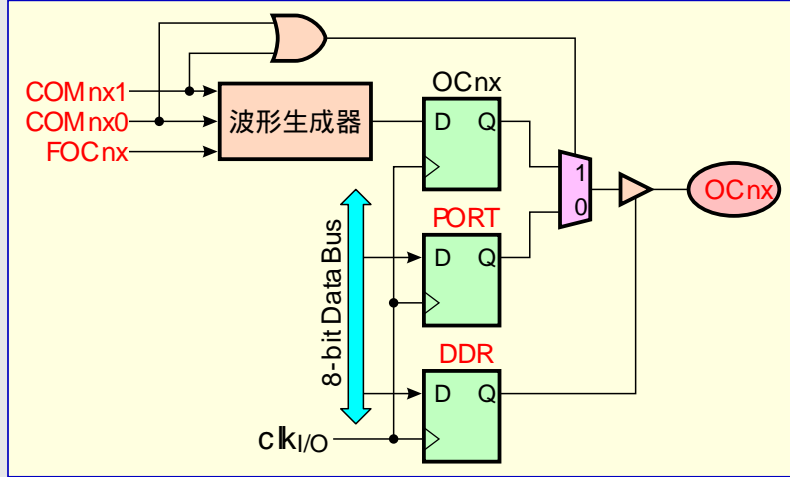 COMnx1
COMnx0
FOCnx
波形生成器
OCnx
D Q
1
0
OCnx
PORT
D Q
8-bit Data Bus
DDR
D Q
clkI/O